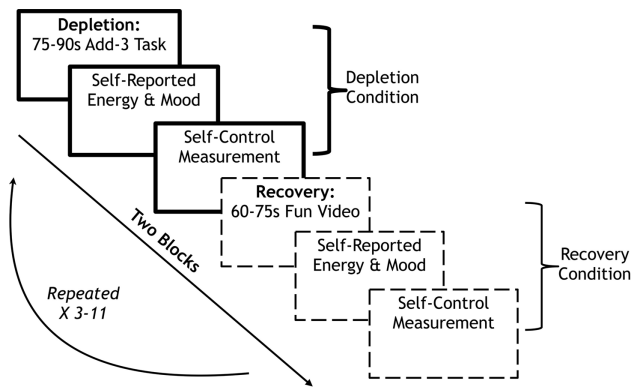 Depletion:
75-90s Add-3 Task
Self-Reported
Energy & Mood
Self-Control
Measurement
Depletion
Condition
Recovery:
60-75s Fun Video
Self-Reported
Energy & Mood
Self-Control
Measurement
Recovery
Condition
Two Blocks
Repeated
X 3-11